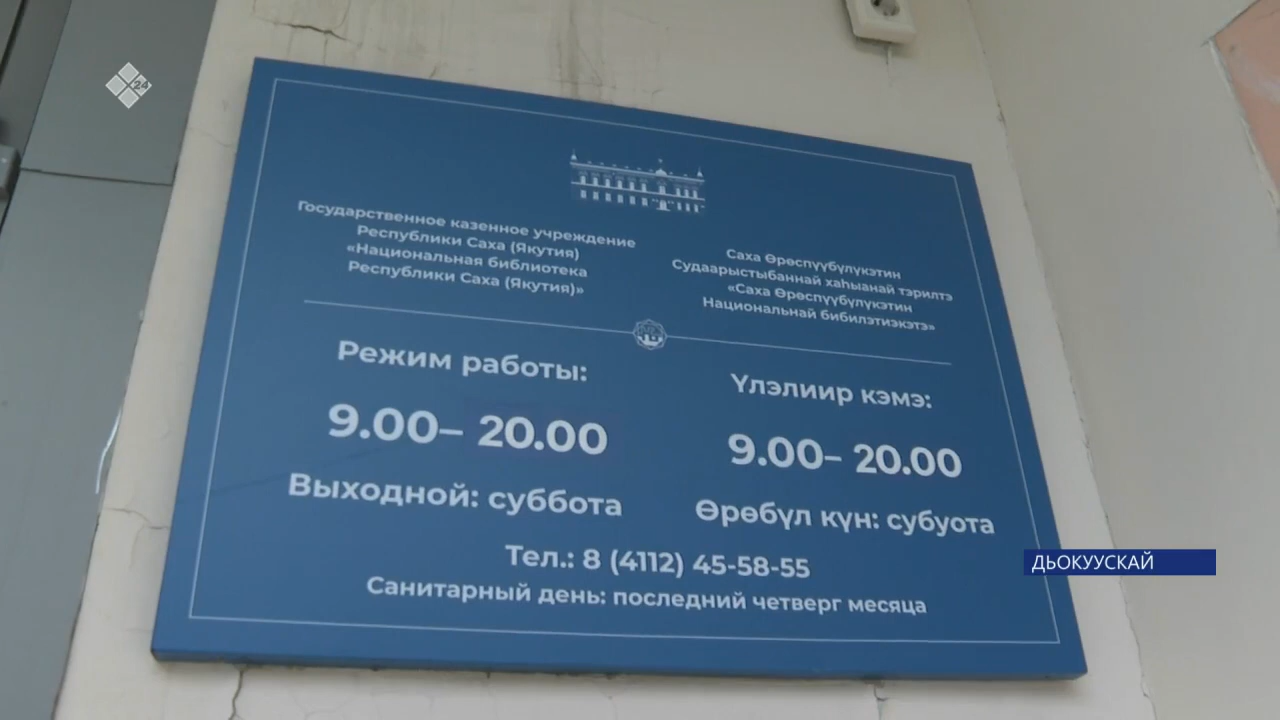 24
Государственное казенное учреждение
Республики Саха (Якутия)
«Национальная библиотека
Республики Саха (Якутия)»
Саха Өрөспүүбүлүкэтин
Судаарыстыбаннай хаһыанай тэрилтэ
«Саха Өрөспүүбүлүкэтин
Национальнай бибилэтиэкэтэ»
Режим работы:
9.00– 20.00
Выходной: суббота
Үлэлиир кэмэ:
9.00– 20.00
Өрөбүл күн: субуота
Тел.: 8 (4112) 45-58-55
Санитарный день: последний четверг месяца
ДЬОКУУСКАЙ